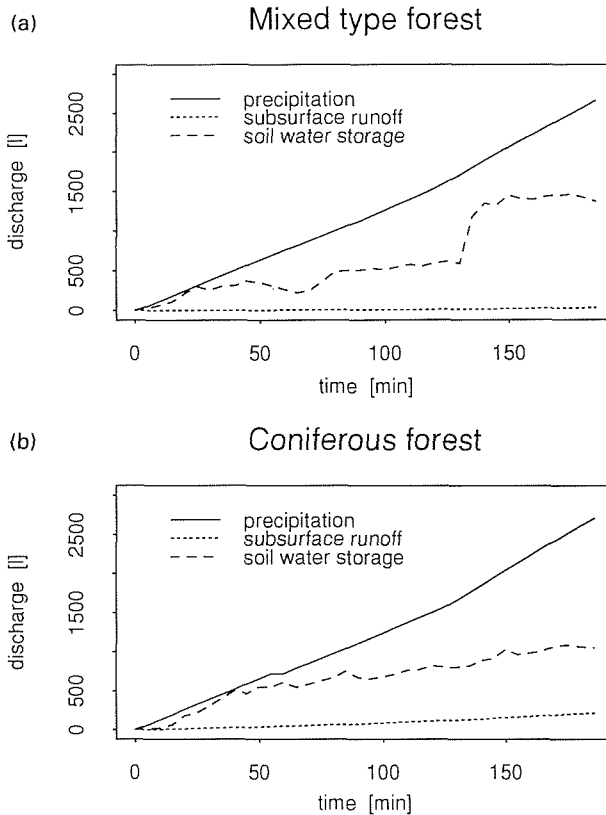 (a)
Mixed type forest
precipitation
subsurface runoff
soil water storage
discharge [l]
0 500 1500 2500
0 50 100 150
time [min]
(b)
Coniferous forest
precipitation
subsurface runoff
soil water storage
discharge [l]
0 500 1500 2500
0 50 100 150
time [min]